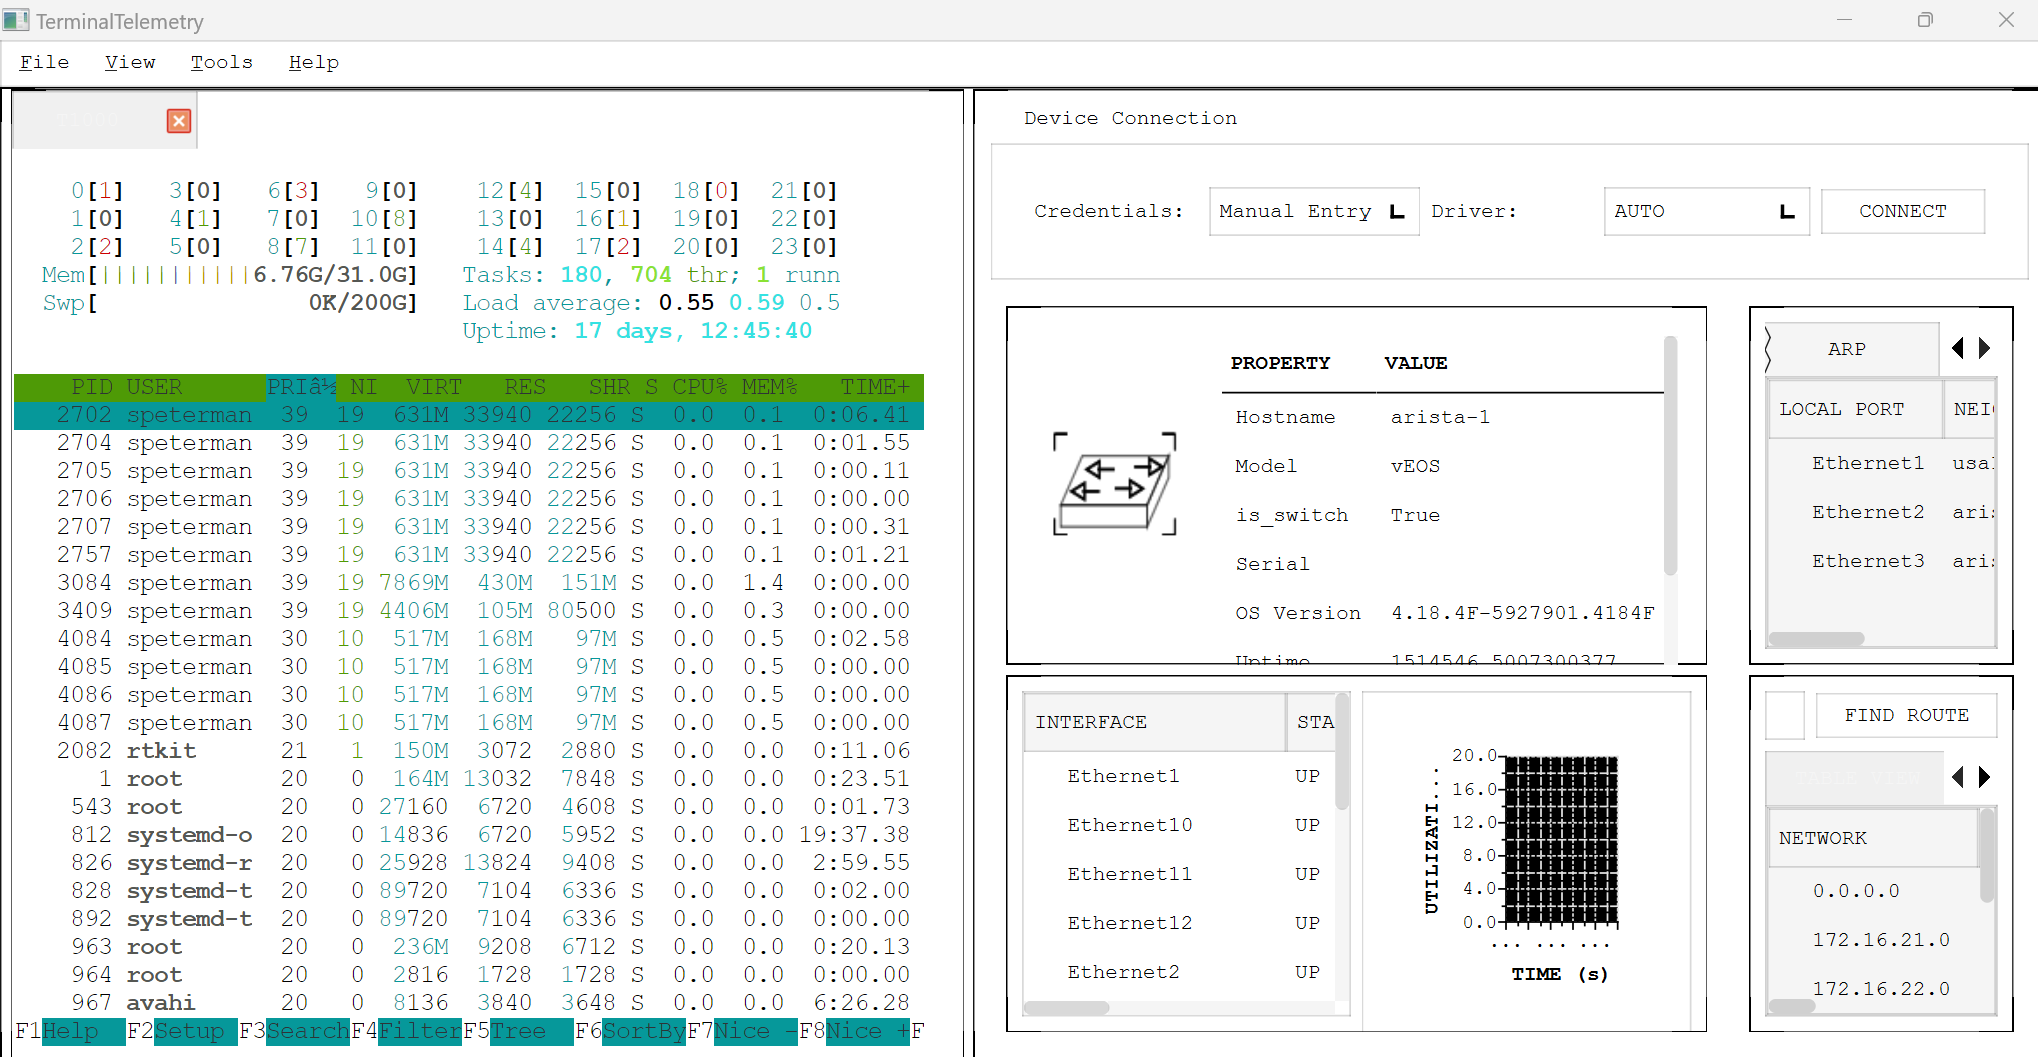 TerminalTelemetry
File View Tools Help
0[1] 3[0] 6[3] 9[0] 12[4] 15[0] 18[0] 21[0]
1[0] 4[1] 7[0] 10[8] 13[0] 16[1] 19[0] 22[0]
2[2] 5[0] 8[7] 11[0] 14[4] 17[2] 20[0] 23[0]
Mem[|||||||||||6.76G/31.0G] Tasks: 180, 704 thr; 1 runn
Swp[ 0K/200G] Load average: 0.55 0.59 0.5
Uptime: 17 days, 12:45:40
PID USER PRIâ½ NI VIRT RES SHR S CPU% MEM% TIME+
2702 speterman 39 19 631M 33940 22256 S 0.0 0.1 0:06.41
2704 speterman 39 19 631M 33940 22256 S 0.0 0.1 0:01.55
2705 speterman 39 19 631M 33940 22256 S 0.0 0.1 0:00.11
2706 speterman 39 19 631M 33940 22256 S 0.0 0.1 0:00.00
2707 speterman 39 19 631M 33940 22256 S 0.0 0.1 0:00.31
2757 speterman 39 19 631M 33940 22256 S 0.0 0.1 0:01.21
3084 speterman 39 19 7869M 430M 151M S 0.0 1.4 0:00.00
3409 speterman 39 19 4406M 105M 80500 S 0.0 0.3 0:00.00
4084 speterman 30 10 517M 168M 97M S 0.0 0.5 0:02.58
4085 speterman 30 10 517M 168M 97M S 0.0 0.5 0:00.00
4086 speterman 30 10 517M 168M 97M S 0.0 0.5 0:00.00
4087 speterman 30 10 517M 168M 97M S 0.0 0.5 0:00.00
2082 rtkit 21 1 150M 3072 2880 S 0.0 0.0 0:11.06
1 root 20 0 164M 13032 7848 S 0.0 0.0 0:23.51
543 root 20 0 27160 6720 4608 S 0.0 0.0 0:01.73
812 systemd-o 20 0 14836 6720 5952 S 0.0 0.0 19:37.38
826 systemd-r 20 0 25928 13824 9408 S 0.0 0.0 2:59.55
828 systemd-t 20 0 89720 7104 6336 S 0.0 0.0 0:02.00
892 systemd-t 20 0 89720 7104 6336 S 0.0 0.0 0:00.00
963 root 20 0 236M 9208 6712 S 0.0 0.0 0:20.13
964 root 20 0 2816 1728 1728 S 0.0 0.0 0:00.00
967 avahi 20 0 8136 3840 3648 S 0.0 0.0 6:26.28
F1Help F2Setup F3SearchF4FilterF5Tree F6SortByF7Nice -F8Nice +F
Device Connection
Credentials: Manual Entry Driver: AUTO CONNECT
PROPERTY VALUE
Hostname arista-1
Model vEOS
is_switch True
Serial
OS Version 4.18.4F-5927901.4184F
Uptime 1514546.5007300377
ARP
LOCAL PORT NEI
Ethernet1 usa
Ethernet2 aris
Ethernet3 aris
INTERFACE STA
Ethernet1 UP
Ethernet10 UP
Ethernet11 UP
Ethernet12 UP
Ethernet2 UP
UTILIZATI...
20.0
16.0
12.0
8.0
4.0
0.0
... ... ...
TIME (s)
FIND ROUTE
TABLE VIEW
NETWORK
0.0.0.0
172.16.21.0
172.16.22.0